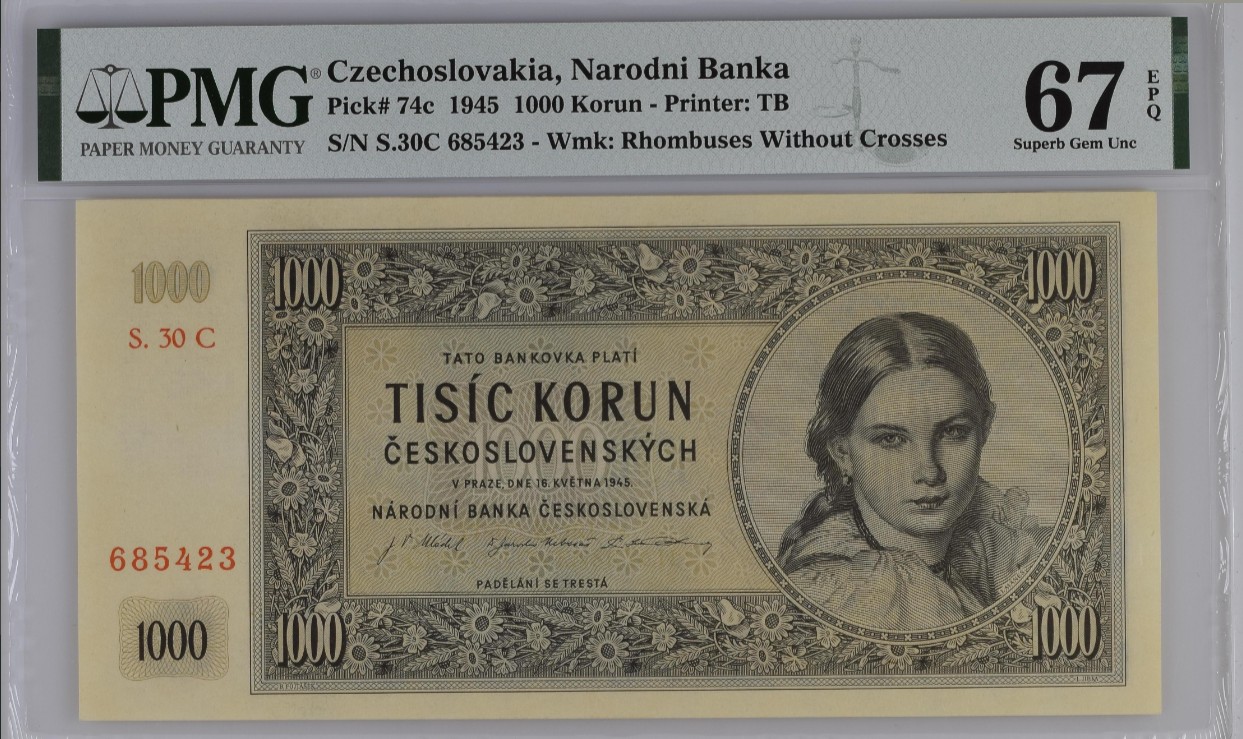 PMG®
PAPER MONEY GUARANTY
Czechoslovakia, Narodni Banka
Pick# 74c 1945 1000 Korun - Printer: TB
S/N S.30C 685423 - Wmk: Rhombuses Without Crosses
67
EPQ
Superb Gem Unc
1000
1000
1000
S. 30 C
TATO BANKOVKA PLATÍ
TISÍC KORUN
ČESKOSLOVENSKÝCH
V PRAZE, DNE 16. KVĚTNA 1945.
NÁRODNÍ BANKA ČESKOSLOVENSKÁ
685423
PADĚLÁNÍ SE TRESTÁ
1000
1000
1000
1000